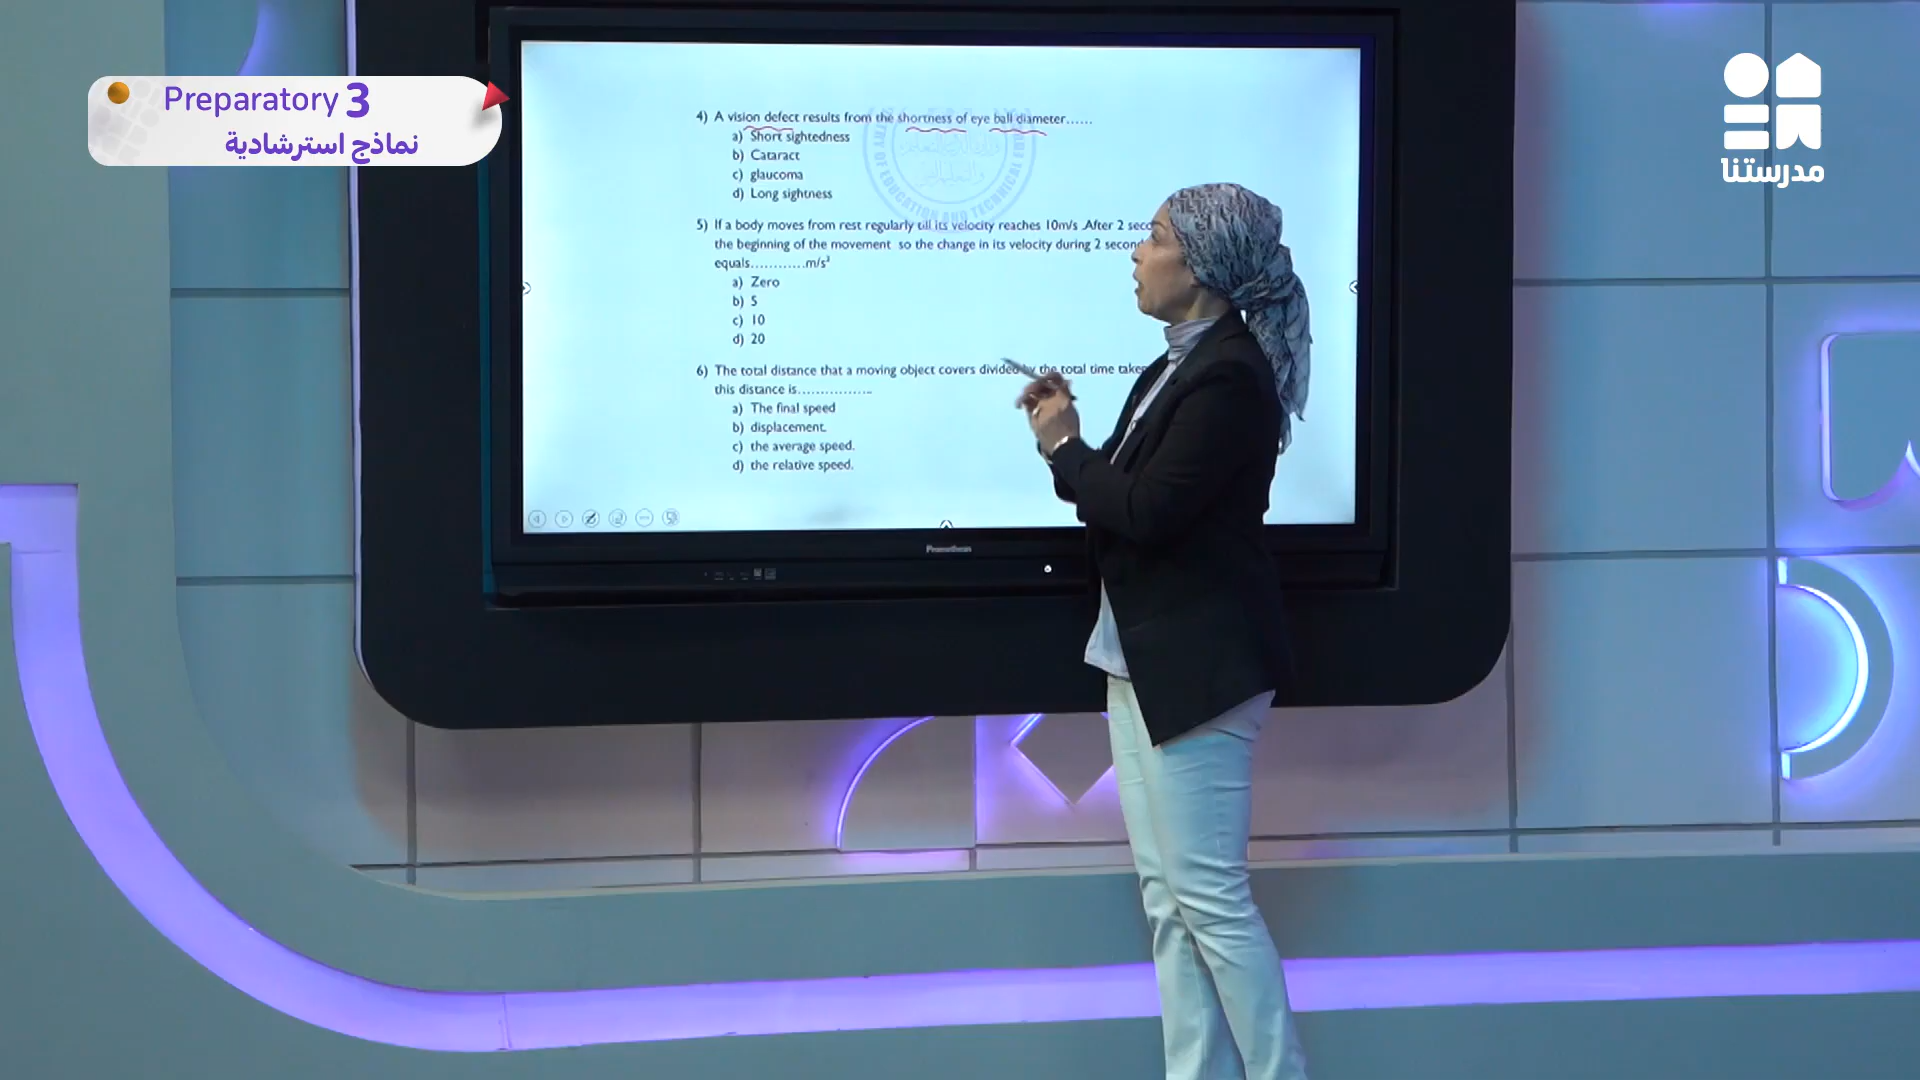 Preparatory 3
نماذج استرشادية
مدرستنا
4) A vision defect results from the shortness of eye ball diameter......
a) Short sightedness
b) Cataract
c) glaucoma
d) Long sightness
5) If a body moves from rest regularly till its velocity reaches 10m/s .After 2
the beginning of the movement so the change in its velocity during 2
equals............m/s²
a) Zero
b) 5
c) 10
d) 20
6) The total distance that a moving object covers divided by the total time
this distance is.................
a) The final speed
b) displacement.
c) the average speed.
d) the relative speed.
OF EDUCATION AND TECHNICAL
Promethean